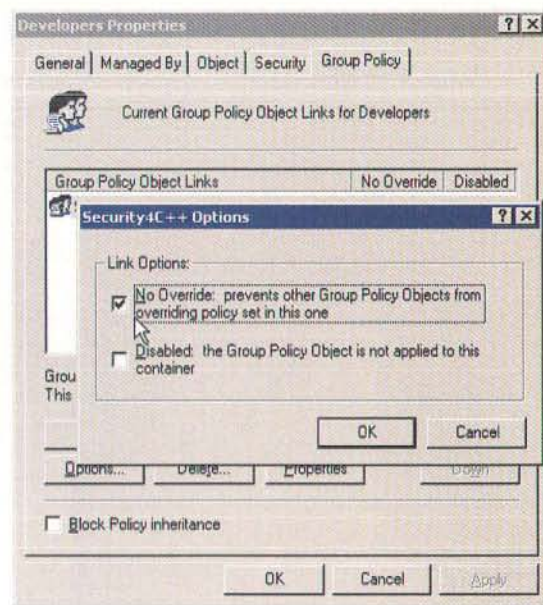 Developers Properties
General Managed By Object Security Group Policy
Current Group Policy Object Links for Developers
Group Policy Object Links No Override Disabled
Security4C++ Options
Link Options:
No Override: prevents other Group Policy Objects from
overriding policy set in this one
Disabled: the Group Policy Object is not applied to this
container
Grou
This
OK Cancel
Options... Delete... Properties Down
Block Policy inheritance
OK Cancel Apply